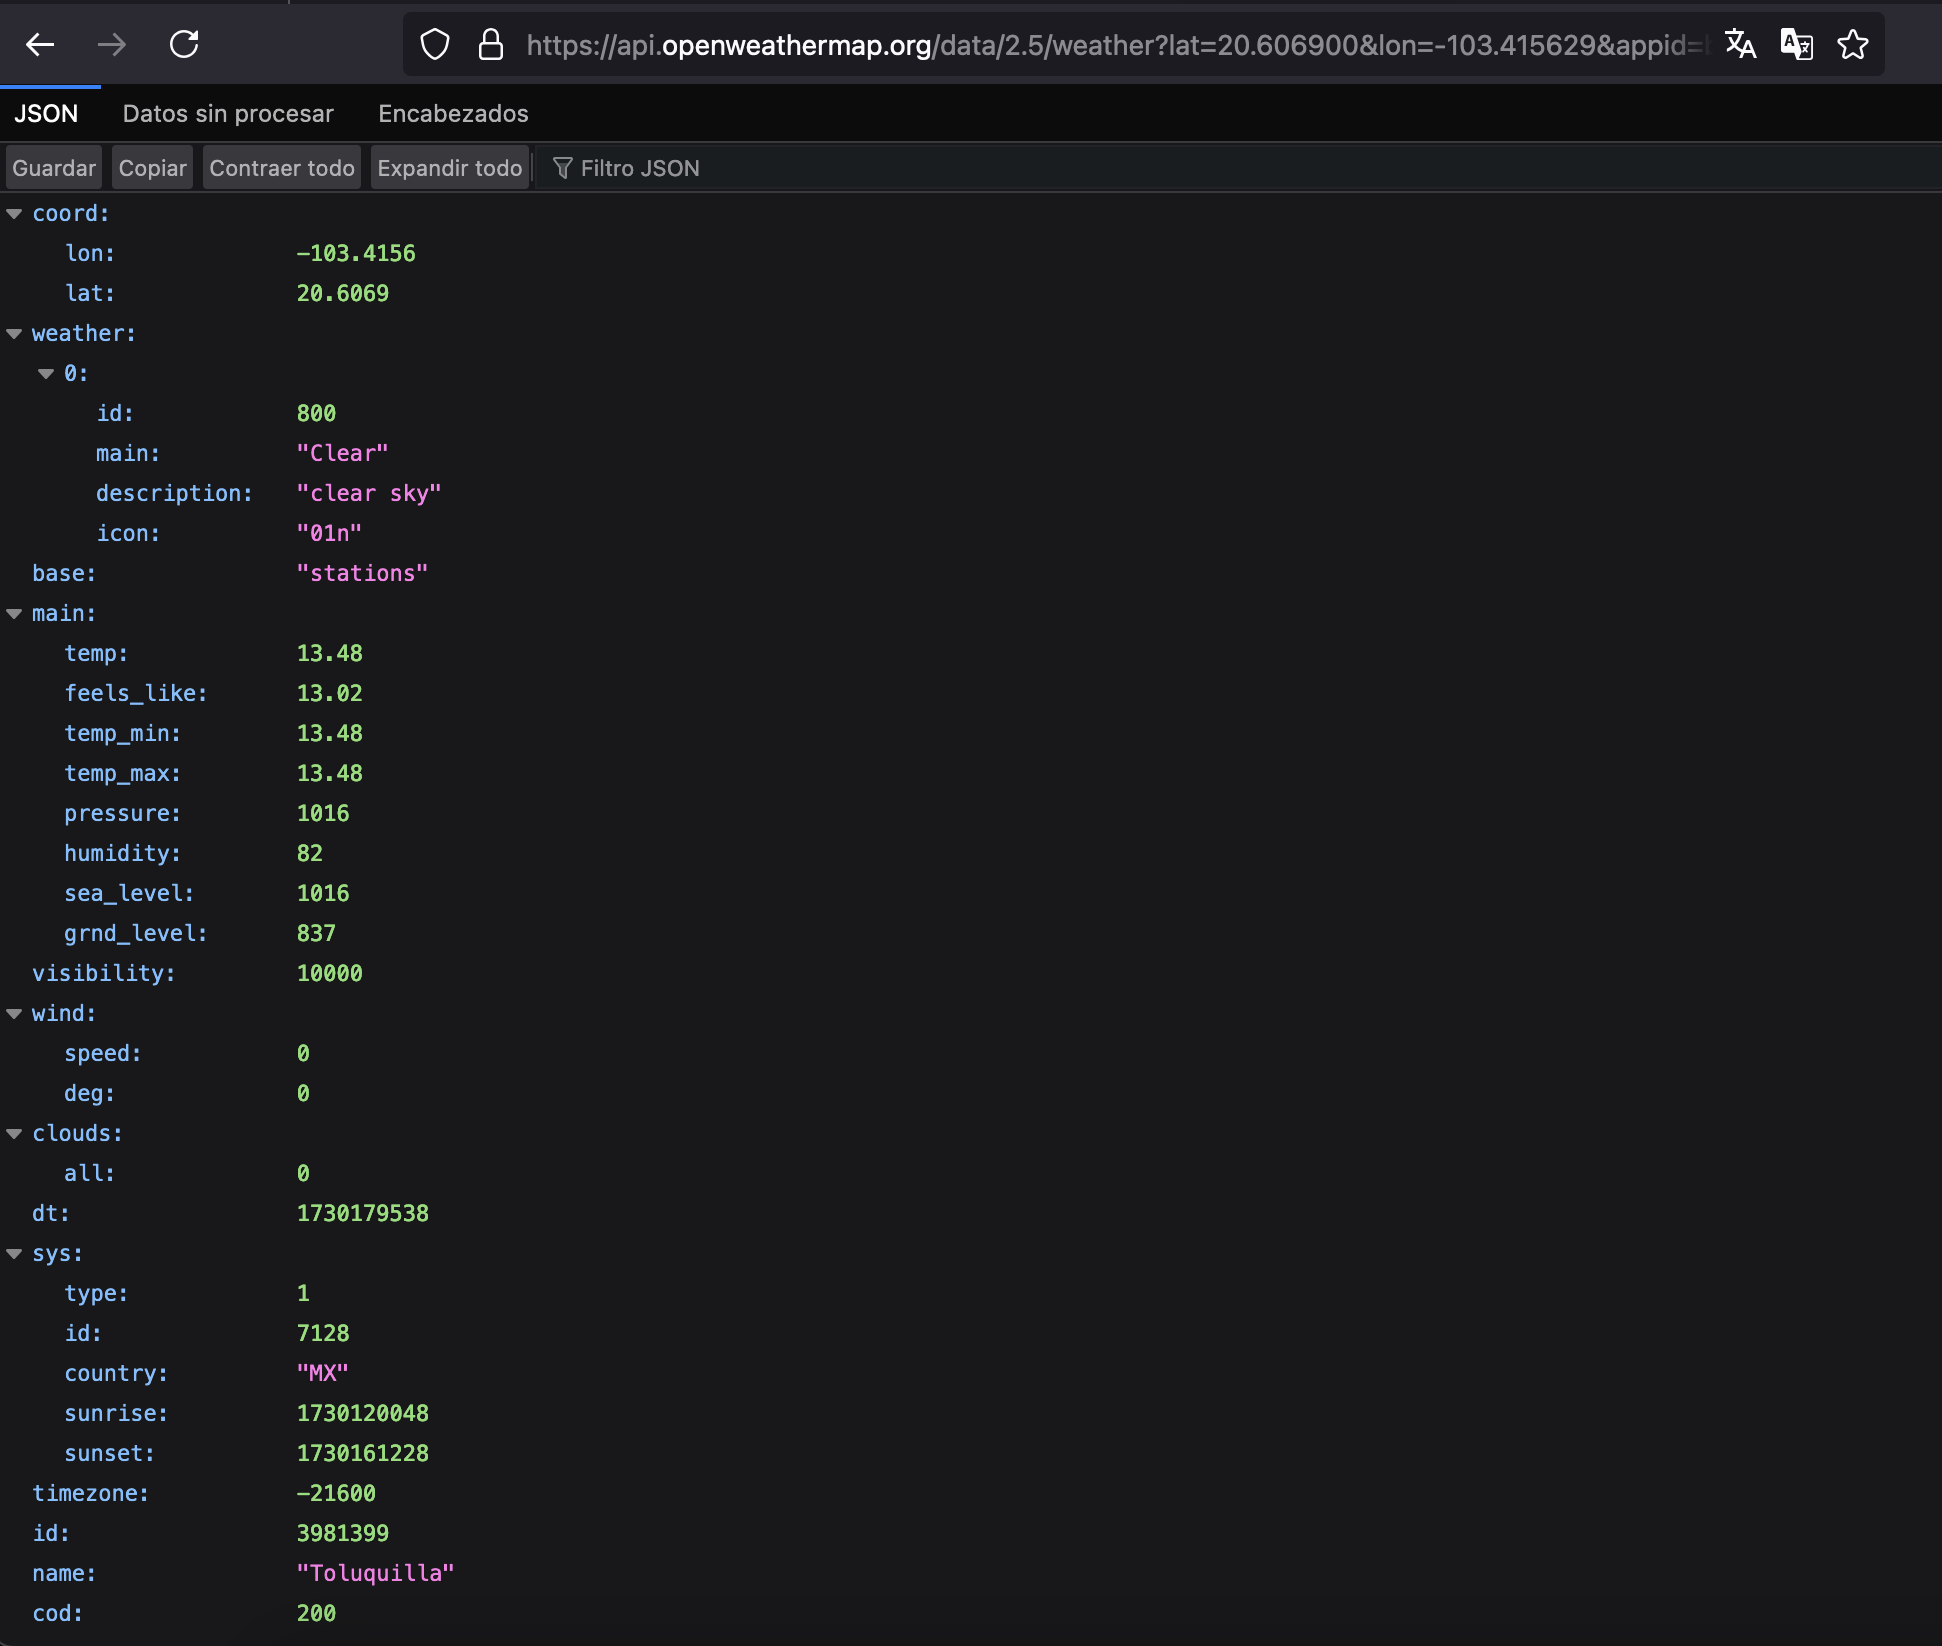 https://api.openweathermap.org/data/2.5/weather?lat=20.606900&lon=-103.415629&appid=
JSON Datos sin procesar Encabezados
Guardar Copiar Contraer todo Expandir todo Filtro JSON
coord:
lon: -103.4156
lat: 20.6069
weather:
0:
id: 800
main: "Clear"
description: "clear sky"
icon: "01n"
base: "stations"
main:
temp: 13.48
feels_like: 13.02
temp_min: 13.48
temp_max: 13.48
pressure: 1016
humidity: 82
sea_level: 1016
grnd_level: 837
visibility: 10000
wind:
speed: 0
deg: 0
clouds:
all: 0
dt: 1730179538
sys:
type: 1
id: 7128
country: "MX"
sunrise: 1730120048
sunset: 1730161228
timezone: -21600
id: 3981399
name: "Toluquilla"
cod: 200